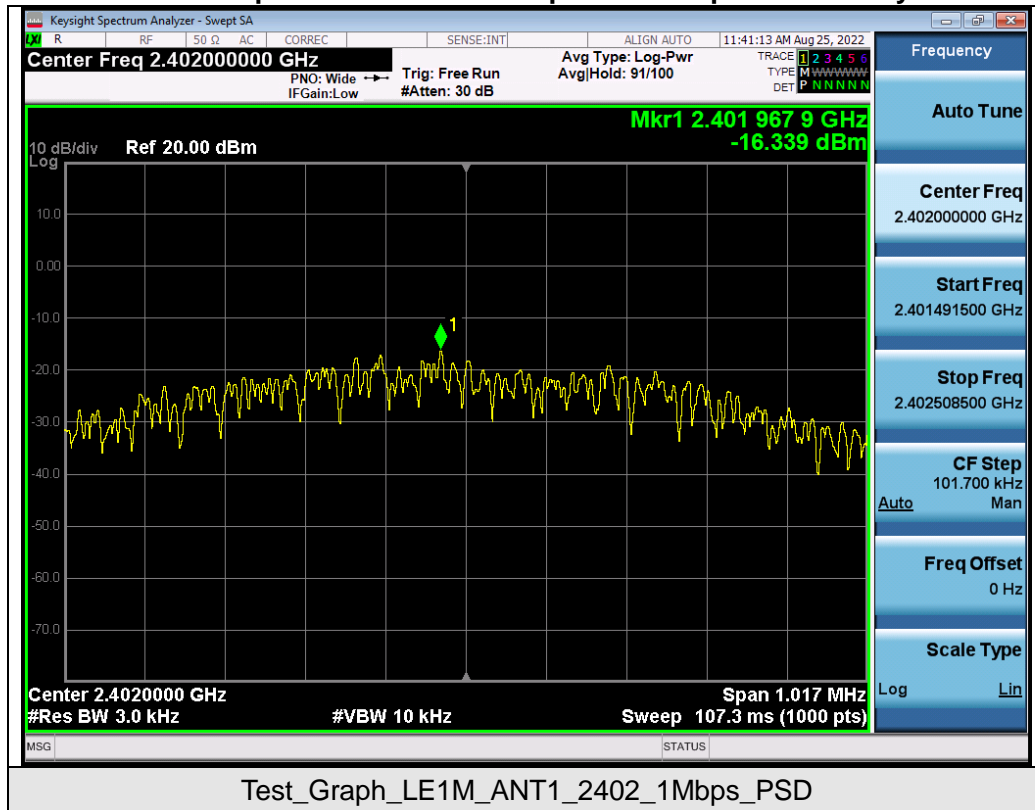 Keysight Spectrum Analyzer - Swept SA
LXI R RF 50 Ω AC CORREC SENSE:INT ALIGN AUTO 11:41:13 AM Aug 25, 2022
Center Freq 2.402000000 GHz
PNO: Wide
IFGain:Low
Trig: Free Run
#Atten: 30 dB
Avg Type: Log-Pwr
Avg|Hold: 91/100
TRACE 1 2 3 4 5 6
TYPE M WWWWW
DET P N N N N N
Mkr1 2.401 967 9 GHz
-16.339 dBm
10 dB/div Ref 20.00 dBm
Log
10.0
0.00
-10.0
-20.0
-30.0
-40.0
-50.0
-60.0
-70.0
1
Center 2.4020000 GHz Span 1.017 MHz
#Res BW 3.0 kHz #VBW 10 kHz Sweep 107.3 ms (1000 pts)
MSG STATUS
Frequency
Auto Tune
Center Freq
2.402000000 GHz
Start Freq
2.401491500 GHz
Stop Freq
2.402508500 GHz
CF Step
101.700 kHz
Auto Man
Freq Offset
0 Hz
Scale Type
Log Lin
Test_Graph_LE1M_ANT1_2402_1Mbps_PSD